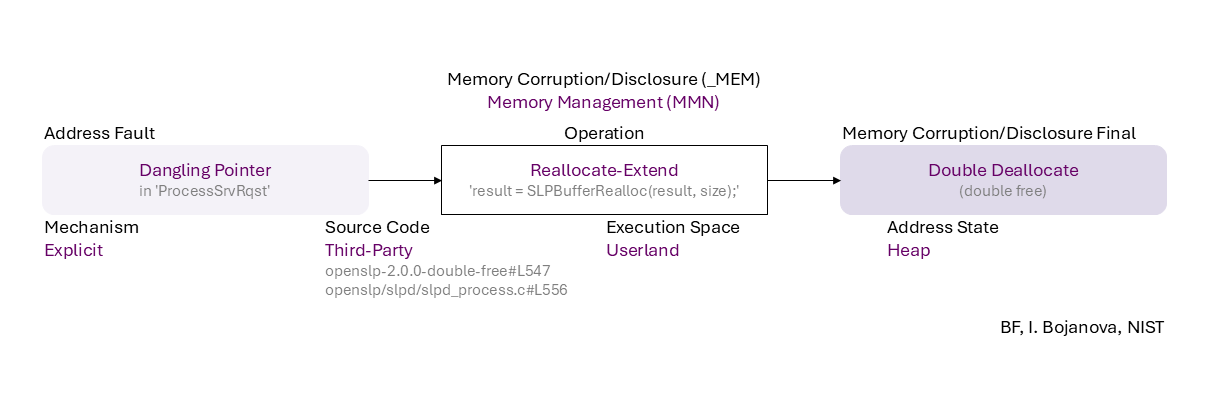 Memory Corruption/Disclosure (_MEM)
Memory Management (MMN)
Address Fault
Operation
Memory Corruption/Disclosure Final
Dangling Pointer
in 'ProcessSrvRqst'
Reallocate-Extend
'result = SLPBufferRealloc(result, size);'
Double Deallocate
(double free)
Mechanism
Explicit
Source Code
Third-Party
openslp-2.0.0-double-free#L547
openslp/slpd/slpd_process.c#L556
Execution Space
Userland
Address State
Heap
BF, I. Bojanova, NIST